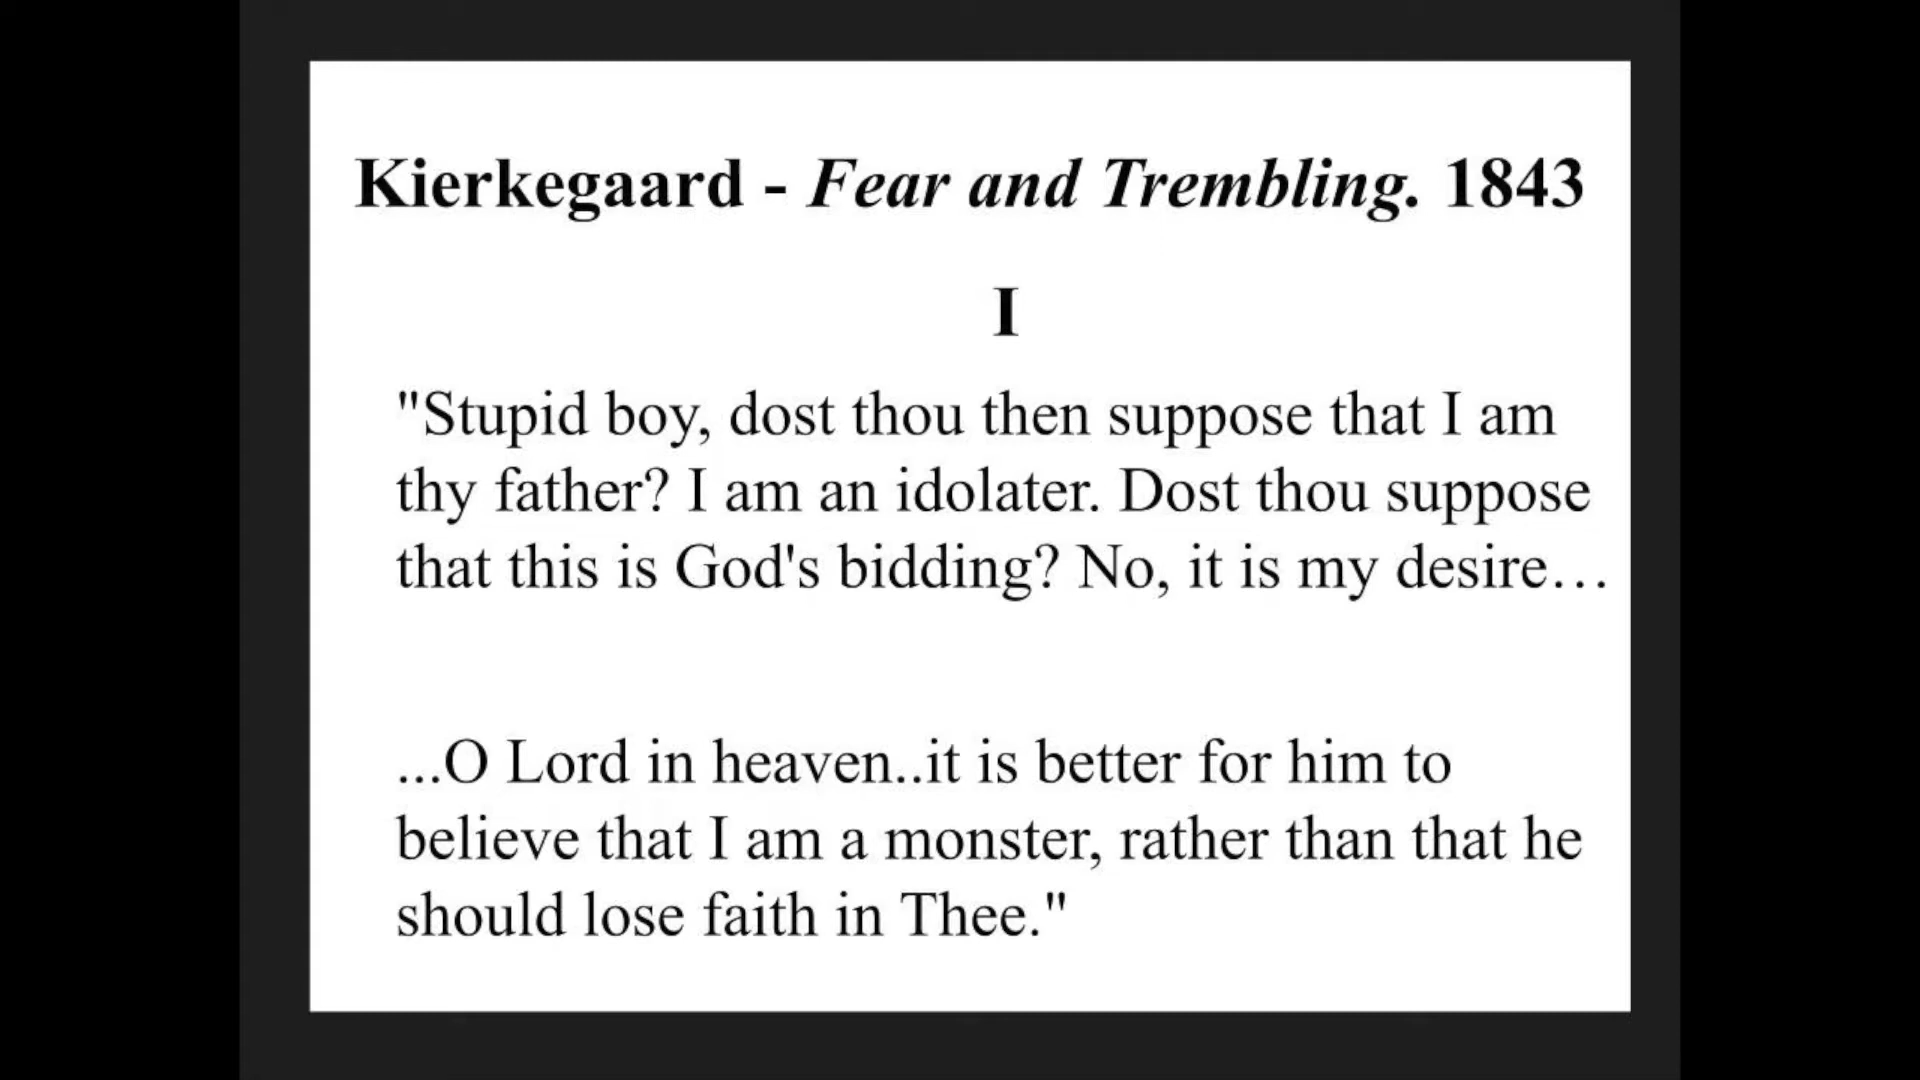 Kierkegaard - Fear and Trembling. 1843
I
"Stupid boy, dost thou then suppose that I am
thy father? I am an idolater. Dost thou suppose
that this is God's bidding? No, it is my desire…
...O Lord in heaven..it is better for him to
believe that I am a monster, rather than that he
should lose faith in Thee."